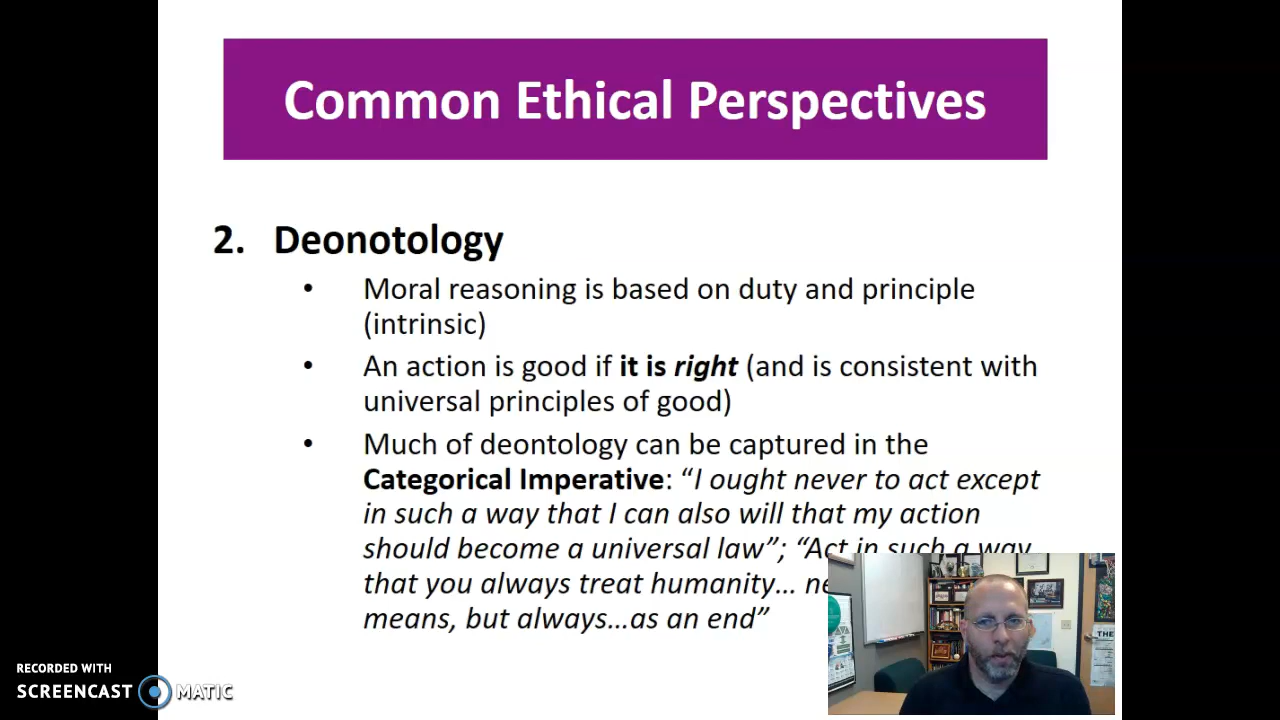 Common Ethical Perspectives
2. Deonotology
• Moral reasoning is based on duty and principle
(intrinsic)
• An action is good if it is right (and is consistent with
universal principles of good)
• Much of deontology can be captured in the
Categorical Imperative: “I ought never to act except
in such a way that I can also will that my action
should become a universal law”; “Act in such a way
that you always treat humanity…
means, but always…as an end”
THE
RECORDED WITH
SCREENCAST MATIC